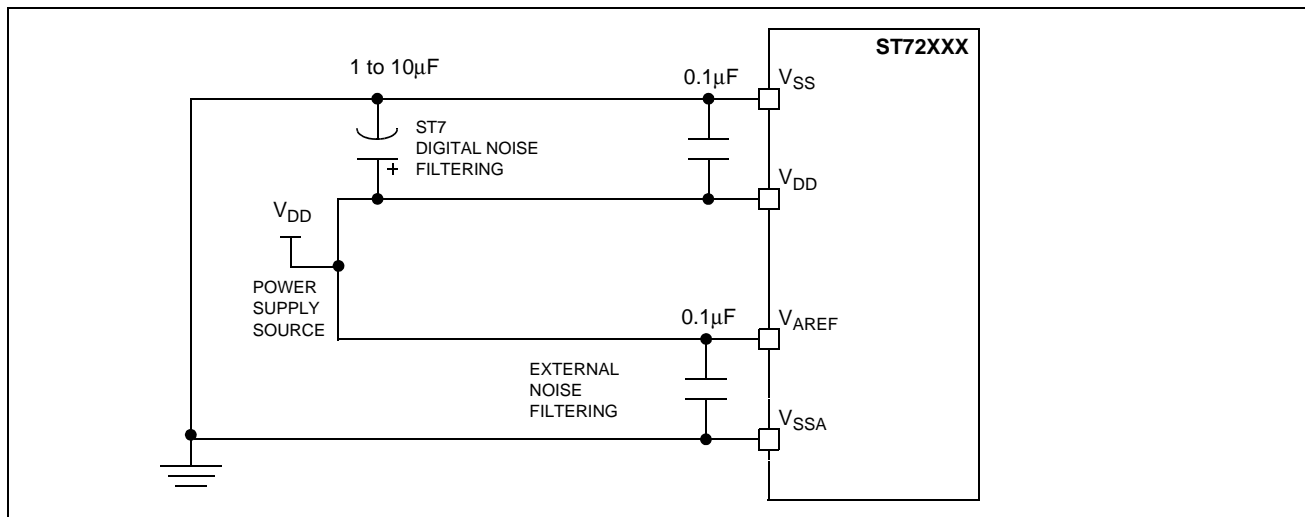 ST72XXX
1 to 10μF
0.1μF
VSS
ST7
DIGITAL NOISE
FILTERING
+
VDD
VDD
POWER
SUPPLY
SOURCE
0.1μF
VAREF
EXTERNAL
NOISE
FILTERING
VSSA